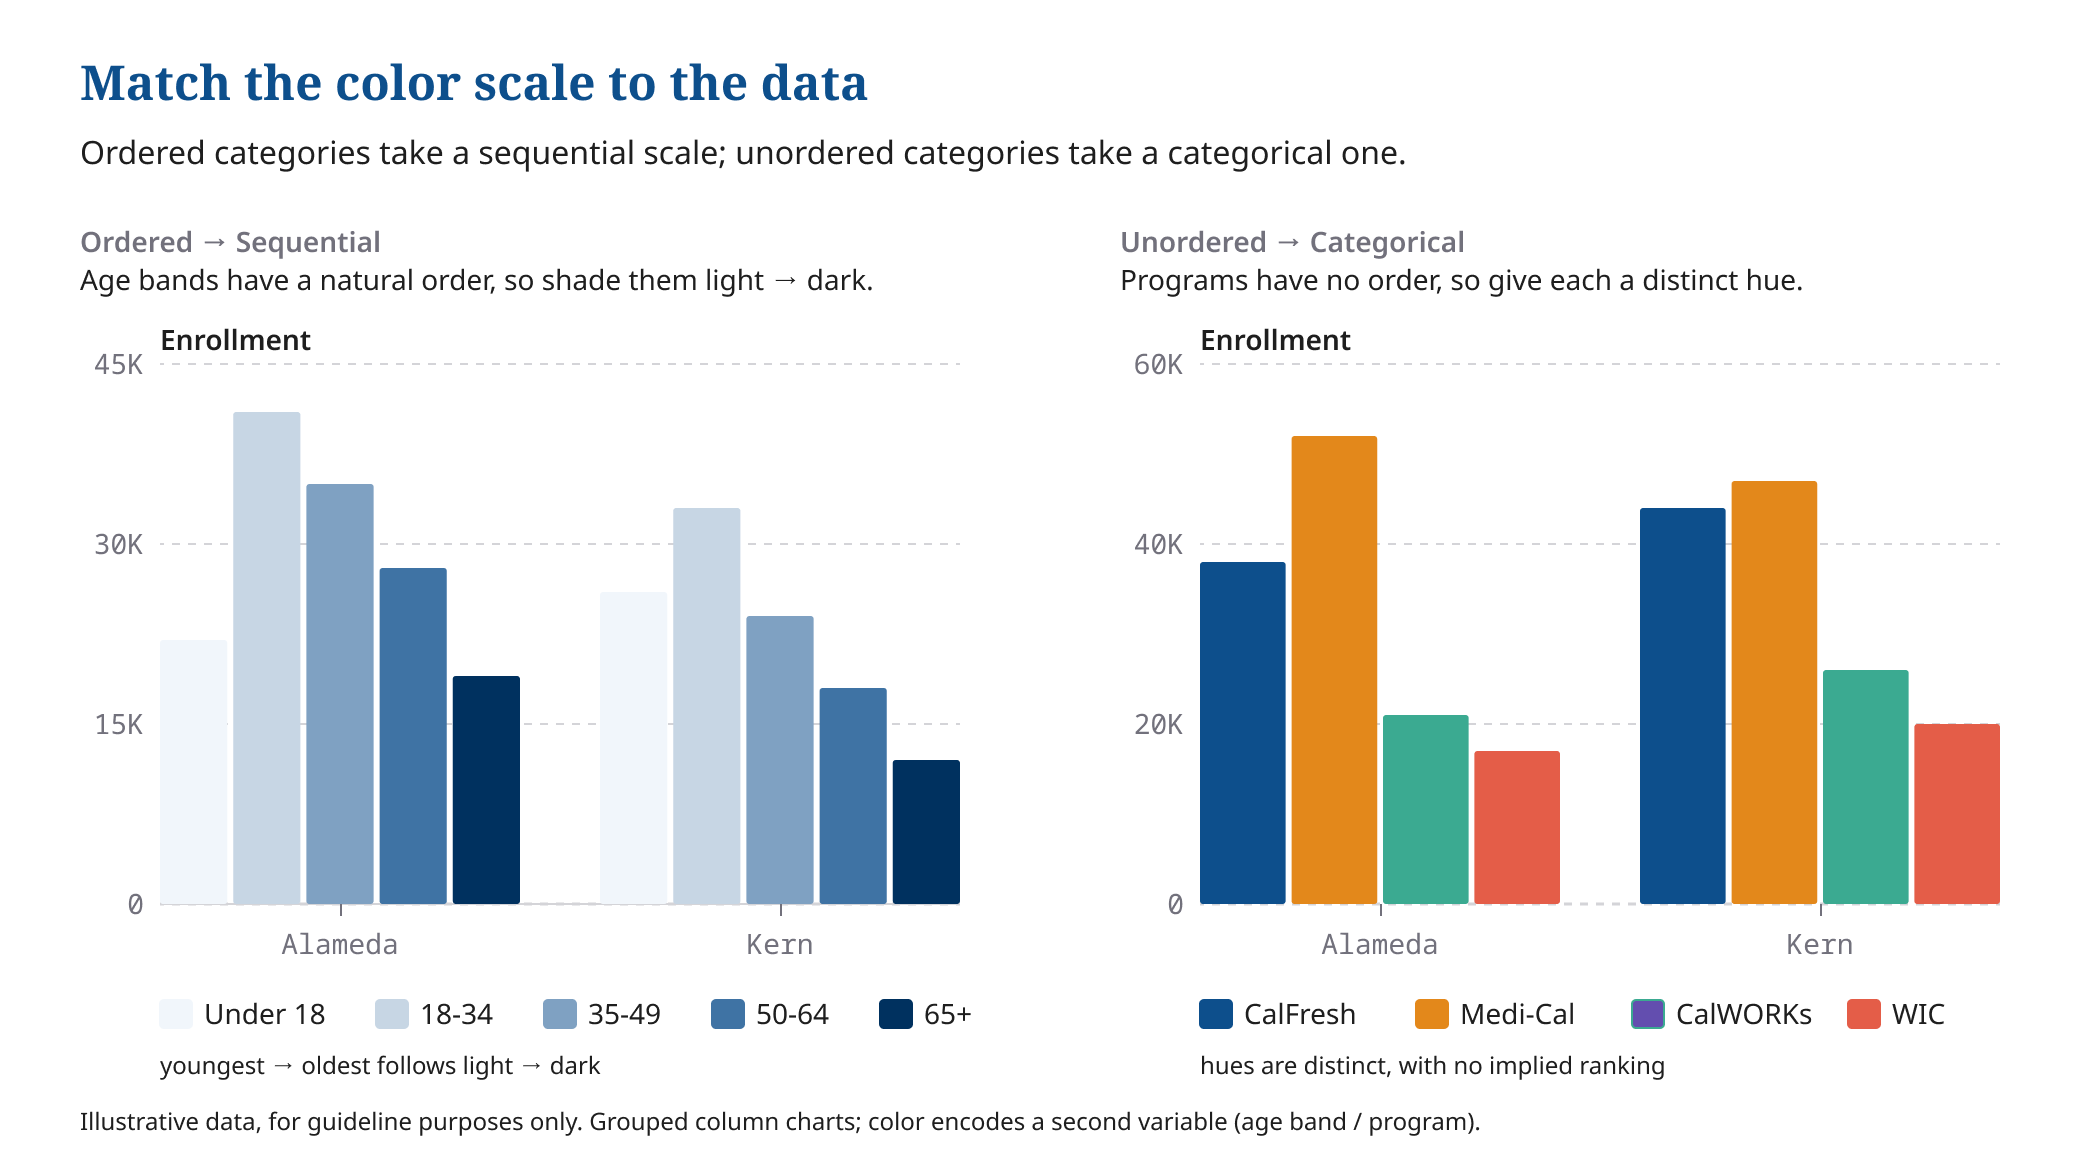 Match the color scale to the data
Ordered categories take a sequential scale; unordered categories take a categorical one.
Ordered → Sequential
Age bands have a natural order, so shade them light → dark.
Enrollment
45K
30K
15K
0
Alameda
Kern
Under 18
18-34
35-49
50-64
65+
youngest → oldest follows light → dark
Unordered → Categorical
Programs have no order, so give each a distinct hue.
Enrollment
60K
40K
20K
0
Alameda
Kern
CalFresh
Medi-Cal
CalWORKs
WIC
hues are distinct, with no implied ranking
Illustrative data, for guideline purposes only. Grouped column charts; color encodes a second variable (age band / program).